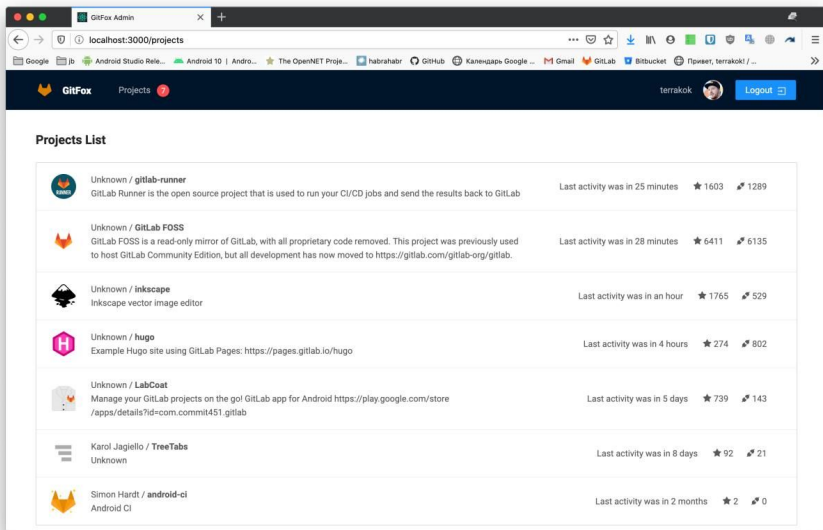 GitFox Admin
localhost:3000/projects
Google jb Android Studio Rele... Android 10 | Andro... The OpenNET Proje... habrahabr GitHub Календарь Google ... Gmail GitLab Bitbucket Привет, terrakok! / ...
GitFox Projects 7 terrakok Logout
Projects List
Unknown / gitlab-runner
GitLab Runner is the open source project that is used to run your CI/CD jobs and send the results back to GitLab
Last activity was in 25 minutes 1603 1289
RUNNER
Unknown / GitLab FOSS
GitLab FOSS is a read-only mirror of GitLab, with all proprietary code removed. This project was previously used
to host GitLab Community Edition, but all development has now moved to https://gitlab.com/gitlab-org/gitlab.
Last activity was in 28 minutes 6411 6135
Unknown / inkscape
Inkscape vector image editor
Last activity was in an hour 1765 529
H
Unknown / hugo
Example Hugo site using GitLab Pages: https://pages.gitlab.io/hugo
Last activity was in 4 hours 274 802
Unknown / LabCoat
Manage your GitLab projects on the go! GitLab app for Android https://play.google.com/store
/apps/details?id=com.commit451.gitlab
Last activity was in 5 days 739 143
Karol Jagiello / TreeTabs
Unknown
Last activity was in 8 days 92 21
Simon Hardt / android-ci
Android CI
Last activity was in 2 months 2 0